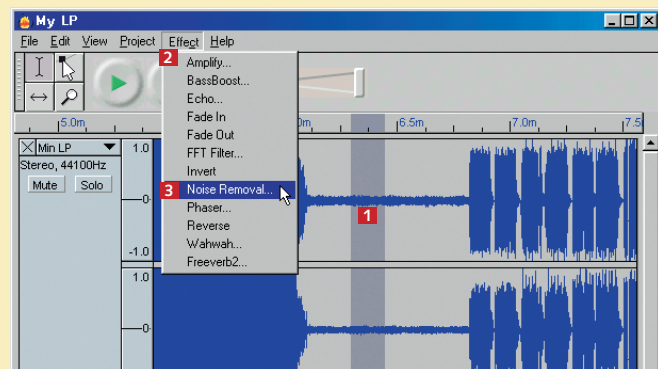 My LP
File Edit View Project Effect Help
2
Amplify...
BassBoost...
Echo...
Fade In
Fade Out
FFT Filter...
Invert
3 Noise Removal...
Phaser...
Reverse
Wahwah...
Freeverb2...
5.0m 0m 6.5m 7.0m 7.5
Min LP
Stereo, 44100Hz
Mute Solo
1.0
0
-1.0
1
1.0
0